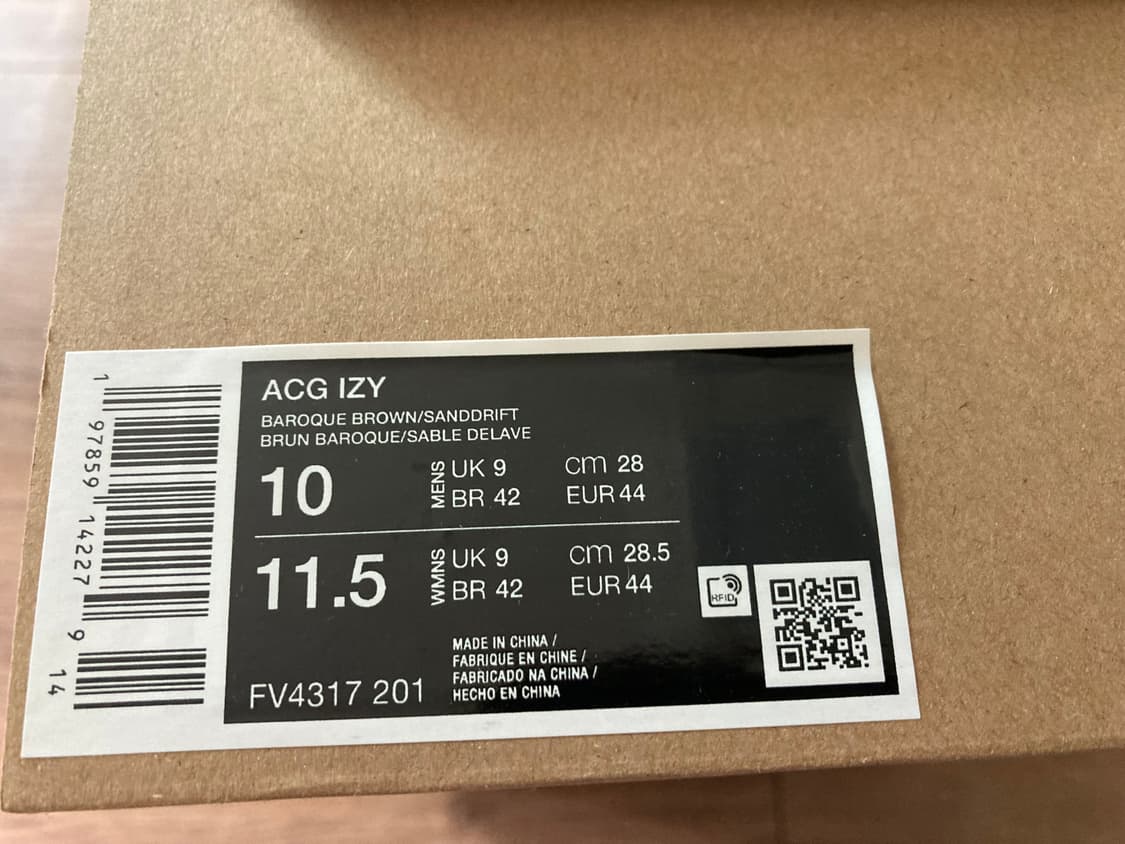 ACG IZY
BAROQUE BROWN/SANDDRIFT
BRUN BAROQUE/SABLE DELAVE
10 MENS UK 9 cm 28
BR 42 EUR 44
11.5 WMNS UK 9 cm 28.5
BR 42 EUR 44
RFID
MADE IN CHINA /
FABRIQUE EN CHINE /
FABRICADO NA CHINA /
HECHO EN CHINA
FV4317 201
1 97859 14227 9 14